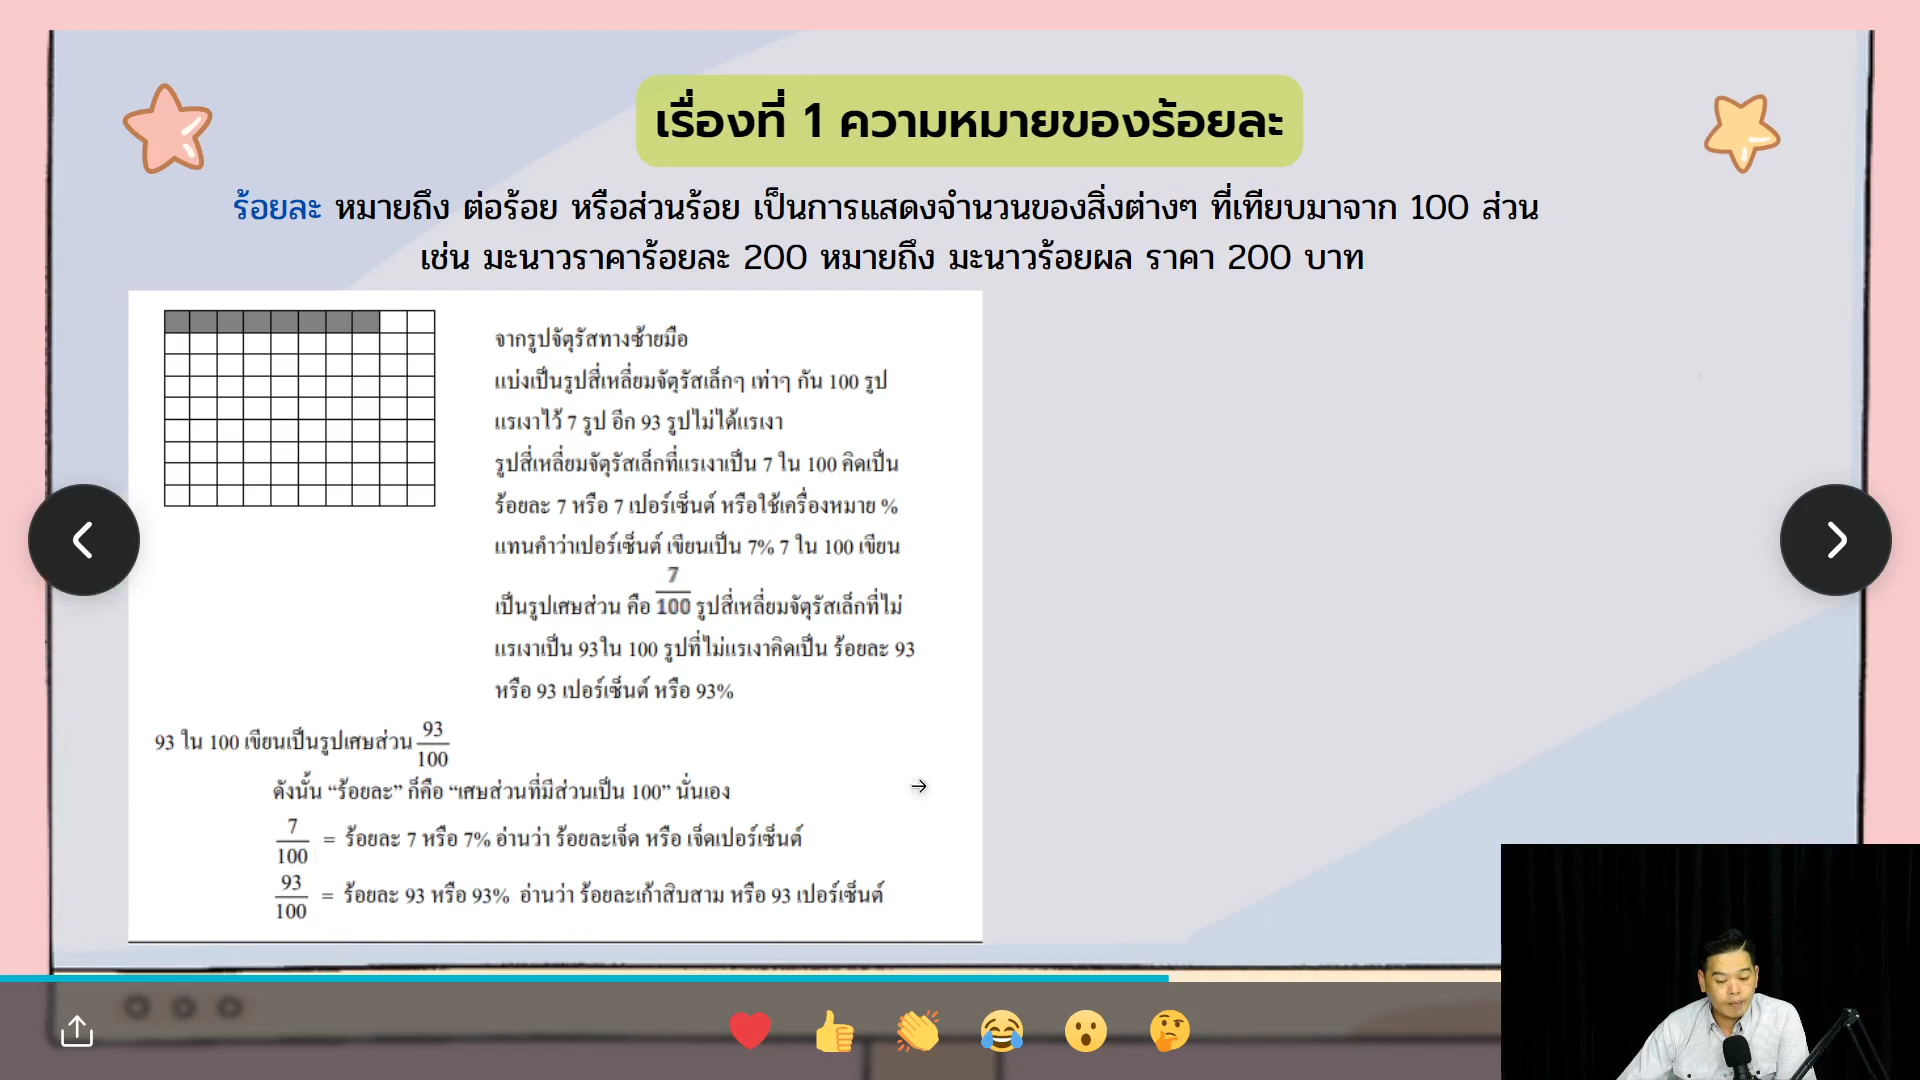 เรื่องที่ 1 ความหมายของร้อยละ
ร้อยละ หมายถึง ต่อร้อย หรือส่วนร้อย เป็นการแสดงจำนวนของสิ่งต่างๆ ที่เทียบมาจาก 100 ส่วน
เช่น มะนาวราคาร้อยละ 200 หมายถึง มะนาวร้อยผล ราคา 200 บาท
จากรูปจัตุรัสทางซ้ายมือ
แบ่งเป็นรูปสี่เหลี่ยมจัตุรัสเล็กๆ เท่าๆ กัน 100 รูป
แรเงาไว้ 7 รูป อีก 93 รูปไม่ได้แรเงา
รูปสี่เหลี่ยมจัตุรัสเล็กที่แรเงาเป็น 7 ใน 100 คิดเป็น
ร้อยละ 7 หรือ 7 เปอร์เซ็นต์ หรือใช้เครื่องหมาย %
แทนคำว่าเปอร์เซ็นต์ เขียนเป็น 7% 7 ใน 100 เขียน
เป็นรูปเศษส่วน คือ 7/100 รูปสี่เหลี่ยมจัตุรัสเล็กที่ไม่
แรเงาเป็น 93ใน 100 รูปที่ไม่แรเงาคิดเป็น ร้อยละ 93
หรือ 93 เปอร์เซ็นต์ หรือ 93%
93 ใน 100 เขียนเป็นรูปเศษส่วน 93/100
ดังนั้น “ร้อยละ” ก็คือ “เศษส่วนที่มีส่วนเป็น 100” นั่นเอง
7/100 = ร้อยละ 7 หรือ 7% อ่านว่า ร้อยละเจ็ด หรือ เจ็ดเปอร์เซ็นต์
93/100 = ร้อยละ 93 หรือ 93% อ่านว่า ร้อยละเก้าสิบสาม หรือ 93 เปอร์เซ็นต์